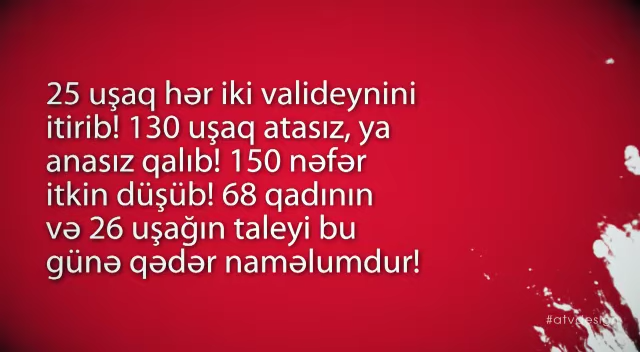 25 uşaq hər iki valideynini
itirib! 130 uşaq atasız, ya
anasız qalıb! 150 nəfər
itkin düşüb! 68 qadının
və 26 uşağın taleyi bu
günə qədər naməlumdur!
#atvdesign